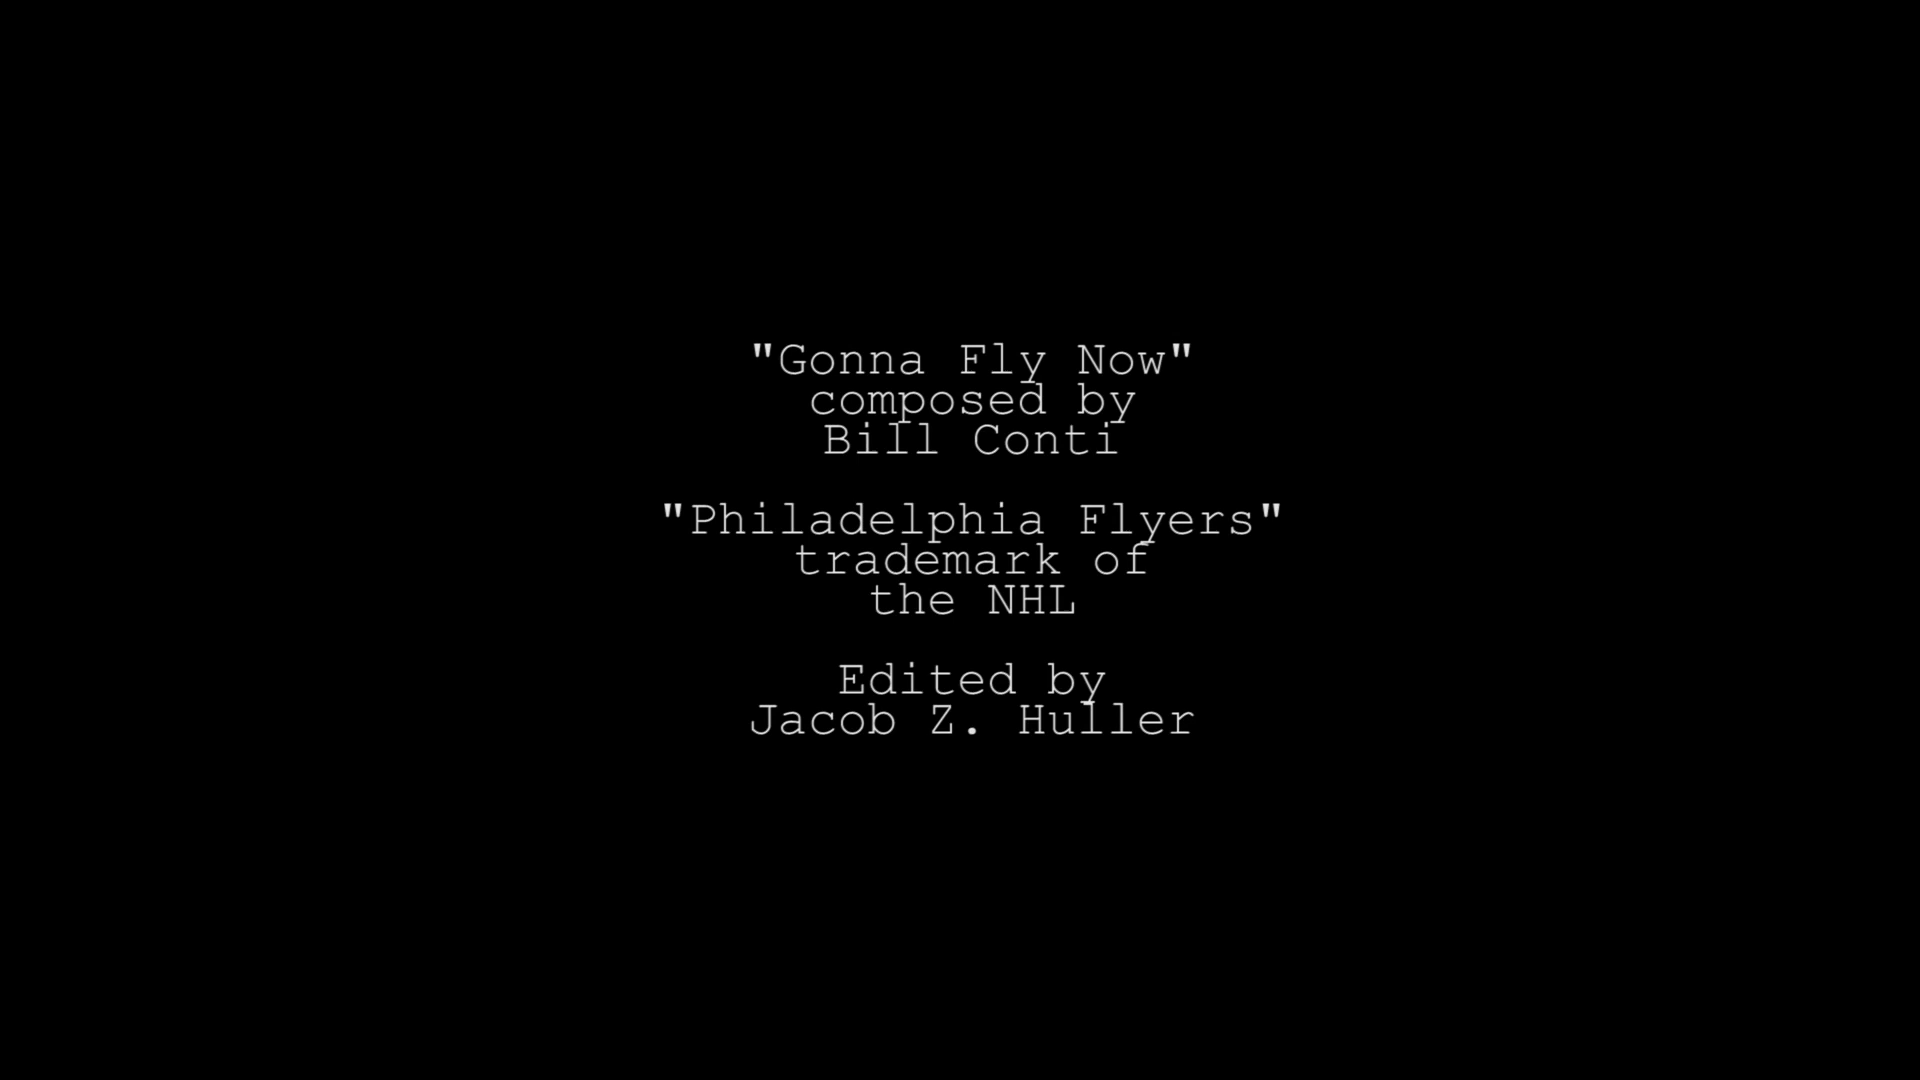 "Gonna Fly Now"
composed by
Bill Conti
"Philadelphia Flyers"
trademark of
the NHL
Edited by
Jacob Z. Huller